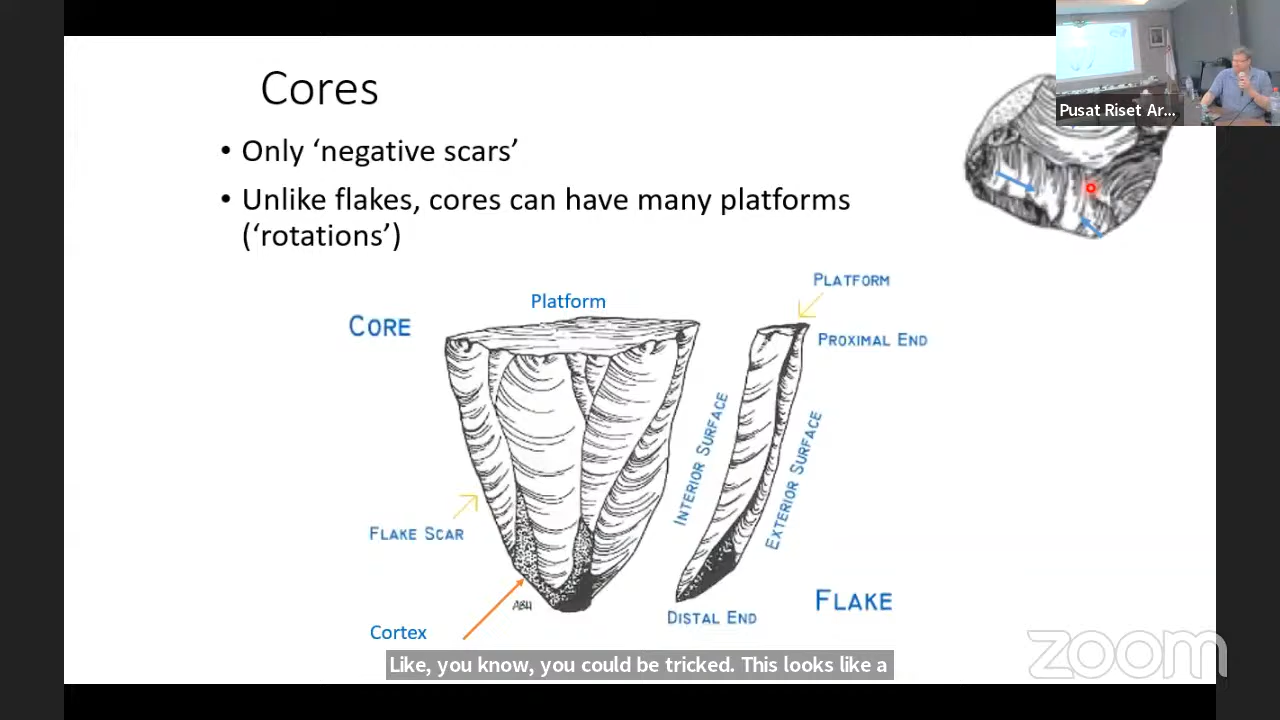 Cores
Pusat Riset Ar...
• Only ‘negative scars’
• Unlike flakes, cores can have many platforms
(‘rotations’)
PLATFORM
Platform
CORE
PROXIMAL END
INTERIOR SURFACE
EXTERIOR SURFACE
FLAKE SCAR
ABH
FLAKE
DISTAL END
Cortex
zoom
Like, you know, you could be tricked. This looks like a